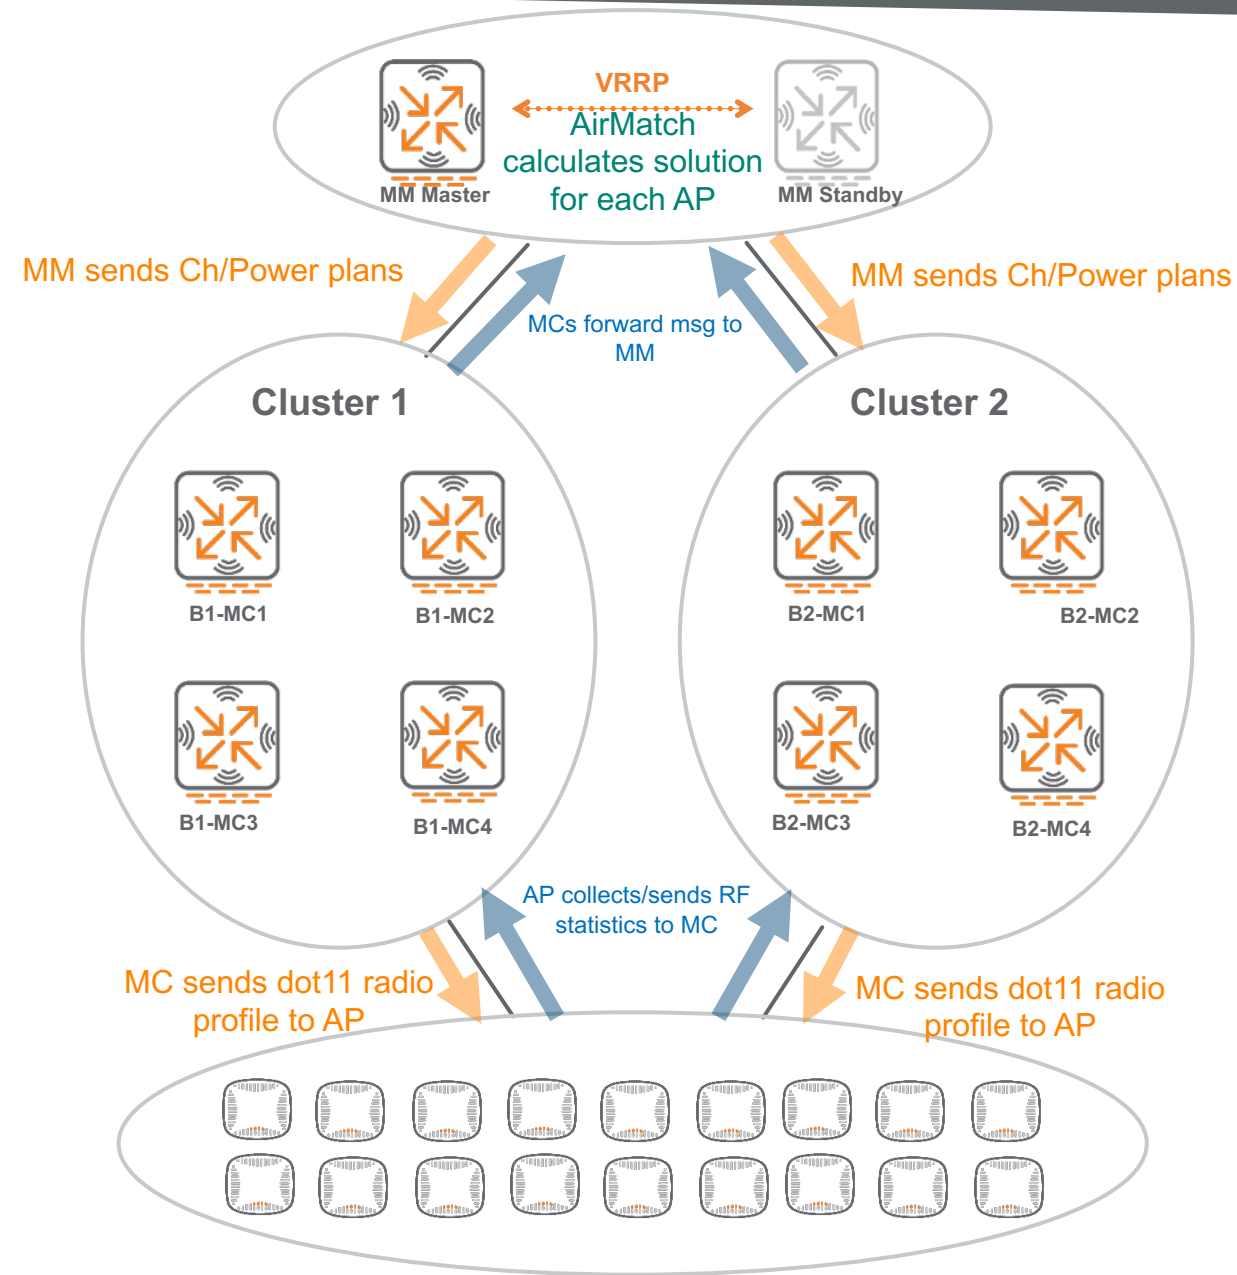 VRRP
AirMatch
calculates solution
for each AP
MM Master
MM Standby
MM sends Ch/Power plans
MM sends Ch/Power plans
MCs forward msg to
MM
Cluster 1
Cluster 2
B1-MC1
B1-MC2
B2-MC1
B2-MC2
B1-MC3
B1-MC4
B2-MC3
B2-MC4
AP collects/sends RF
statistics to MC
MC sends dot11 radio
profile to AP
MC sends dot11 radio
profile to AP